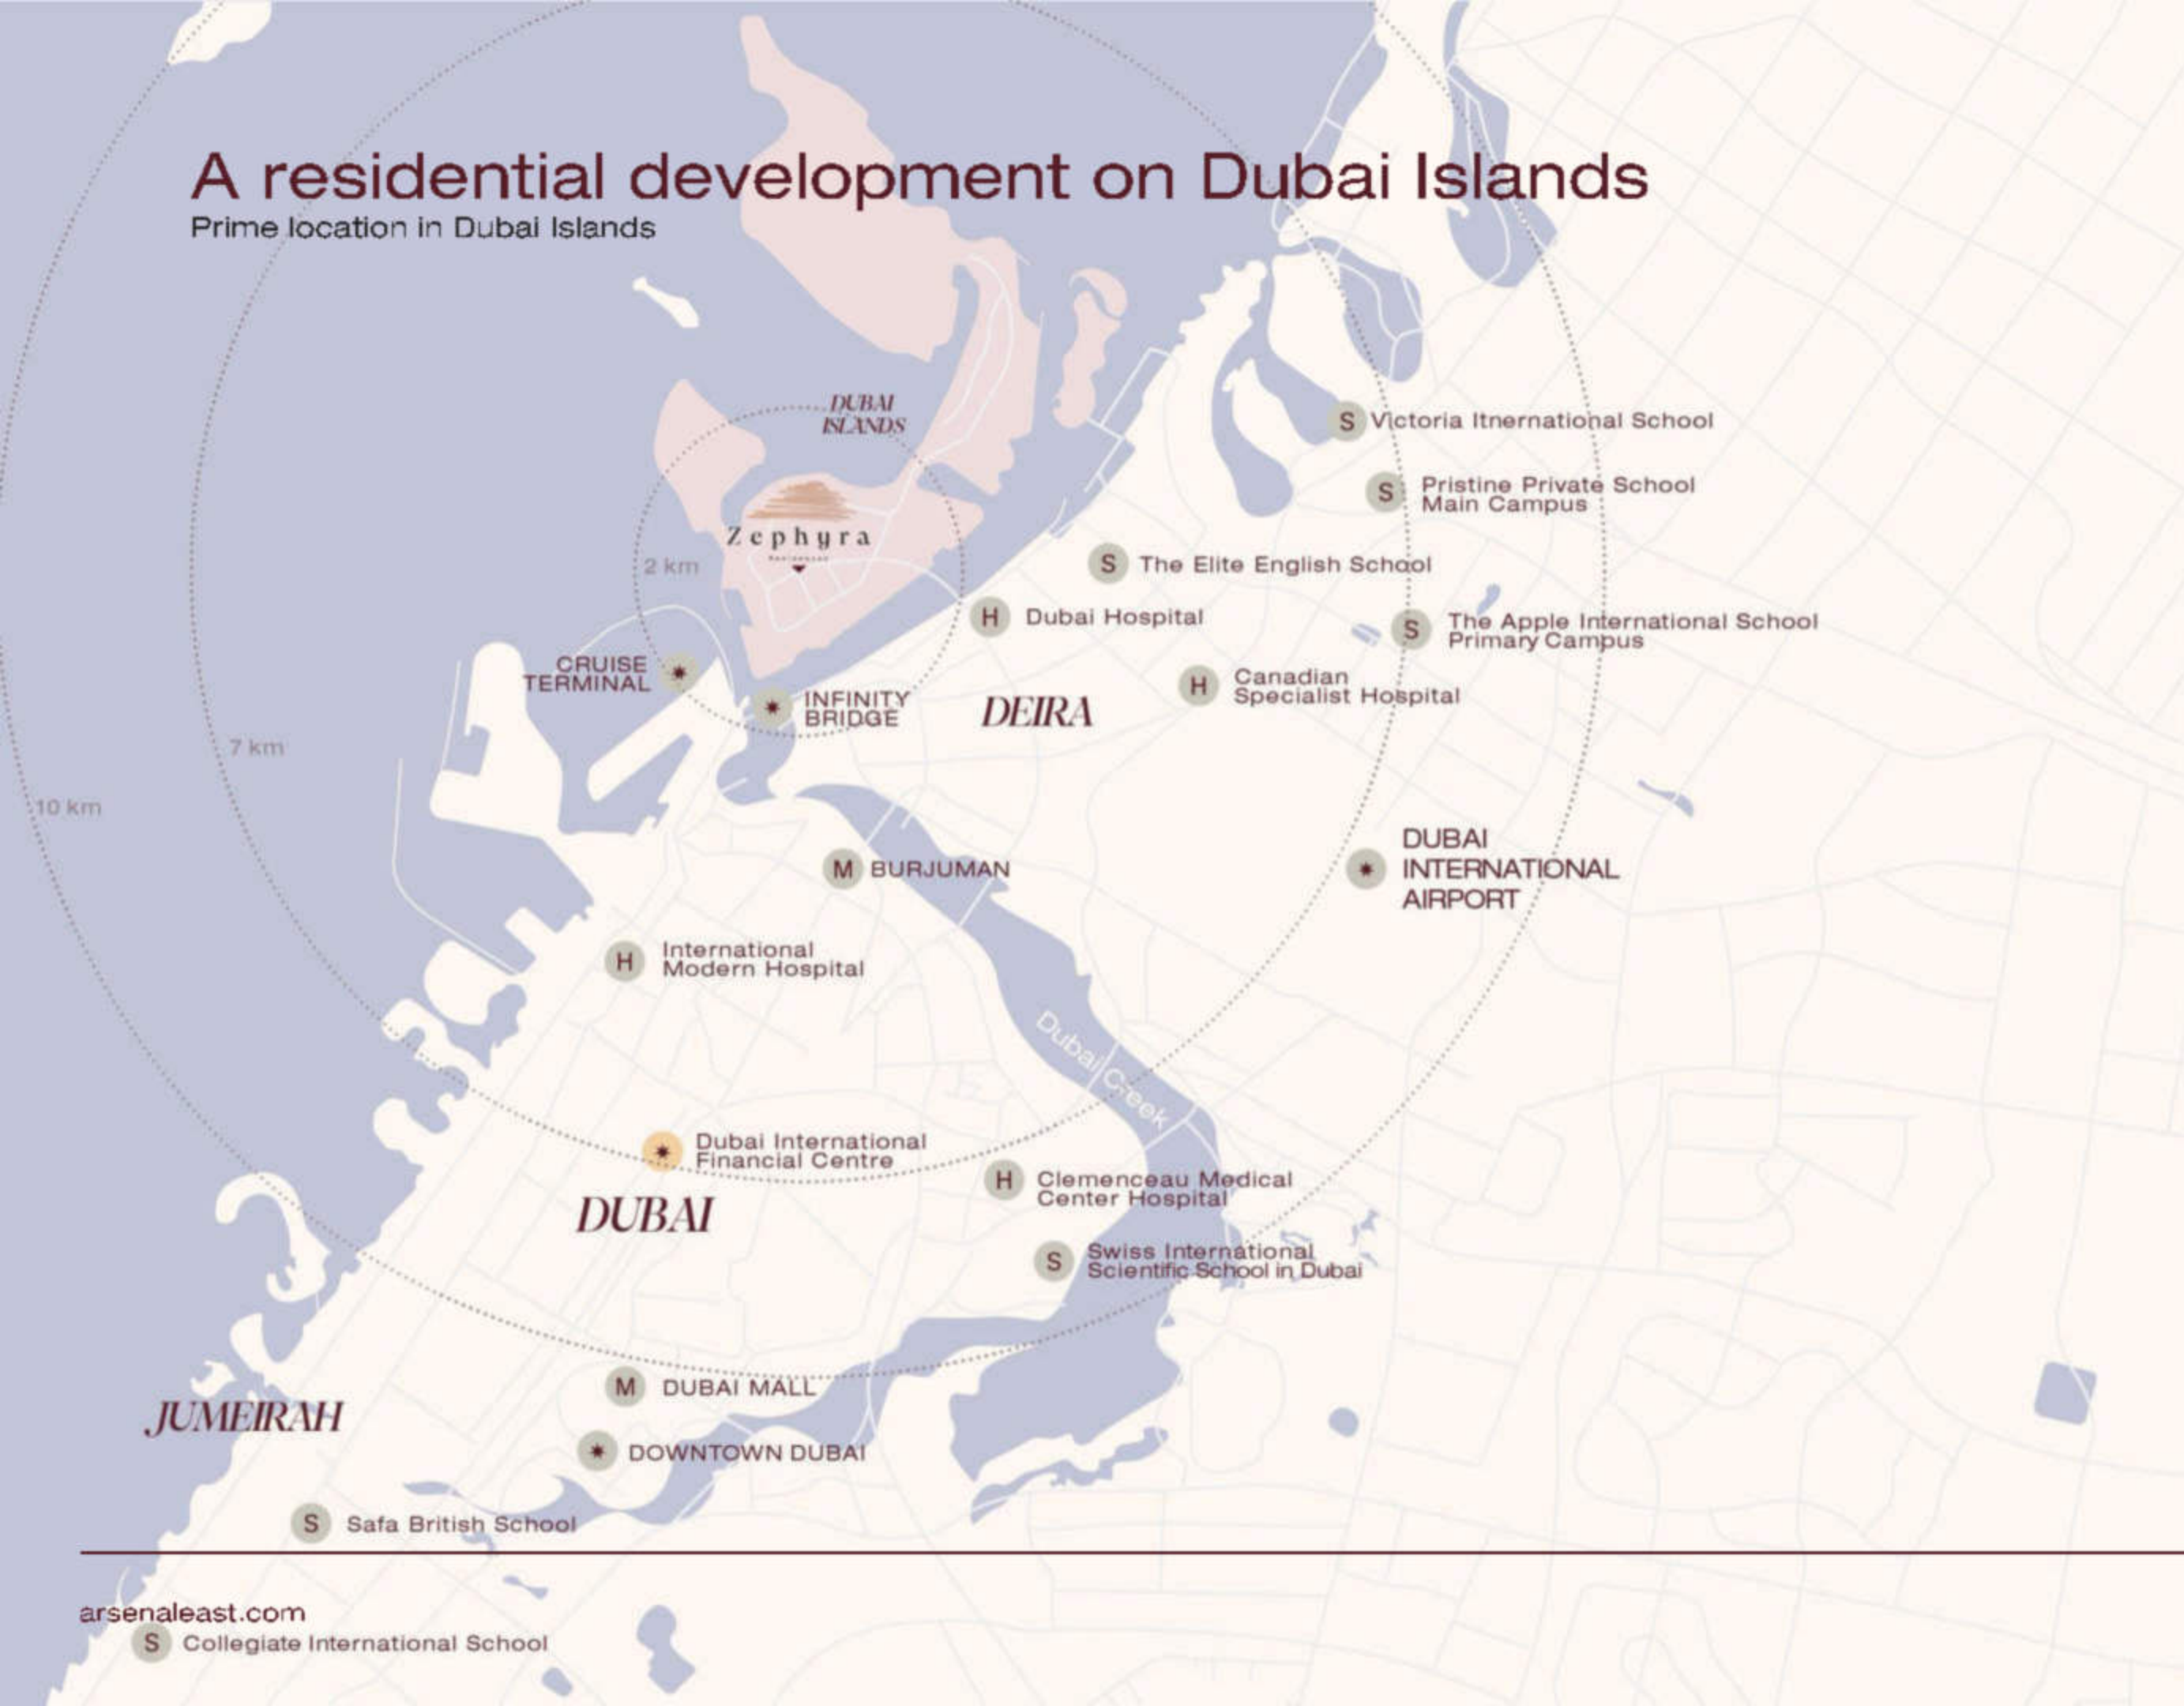 A residential development on Dubai Islands
Prime location in Dubai Islands
DUBAI
ISLANDS
S Victoria Itnernational School
S Pristine Private School
Main Campus
Zephyra
2 km
S The Elite English School
H Dubai Hospital
S The Apple International School
Primary Campus
CRUISE
TERMINAL
H Canadian
Specialist Hospital
INFINITY
BRIDGE
DEIRA
7 km
10 km
DUBAI
INTERNATIONAL
AIRPORT
M BURJUMAN
H International
Modern Hospital
Dubai Creek
Dubai International
Financial Centre
H Clemenceau Medical
Center Hospital
DUBAI
S Swiss International
Scientific School in Dubai
M DUBAI MALL
JUMEIRAH
DOWNTOWN DUBAI
S Safa British School
arsenaleast.com
S Collegiate International School